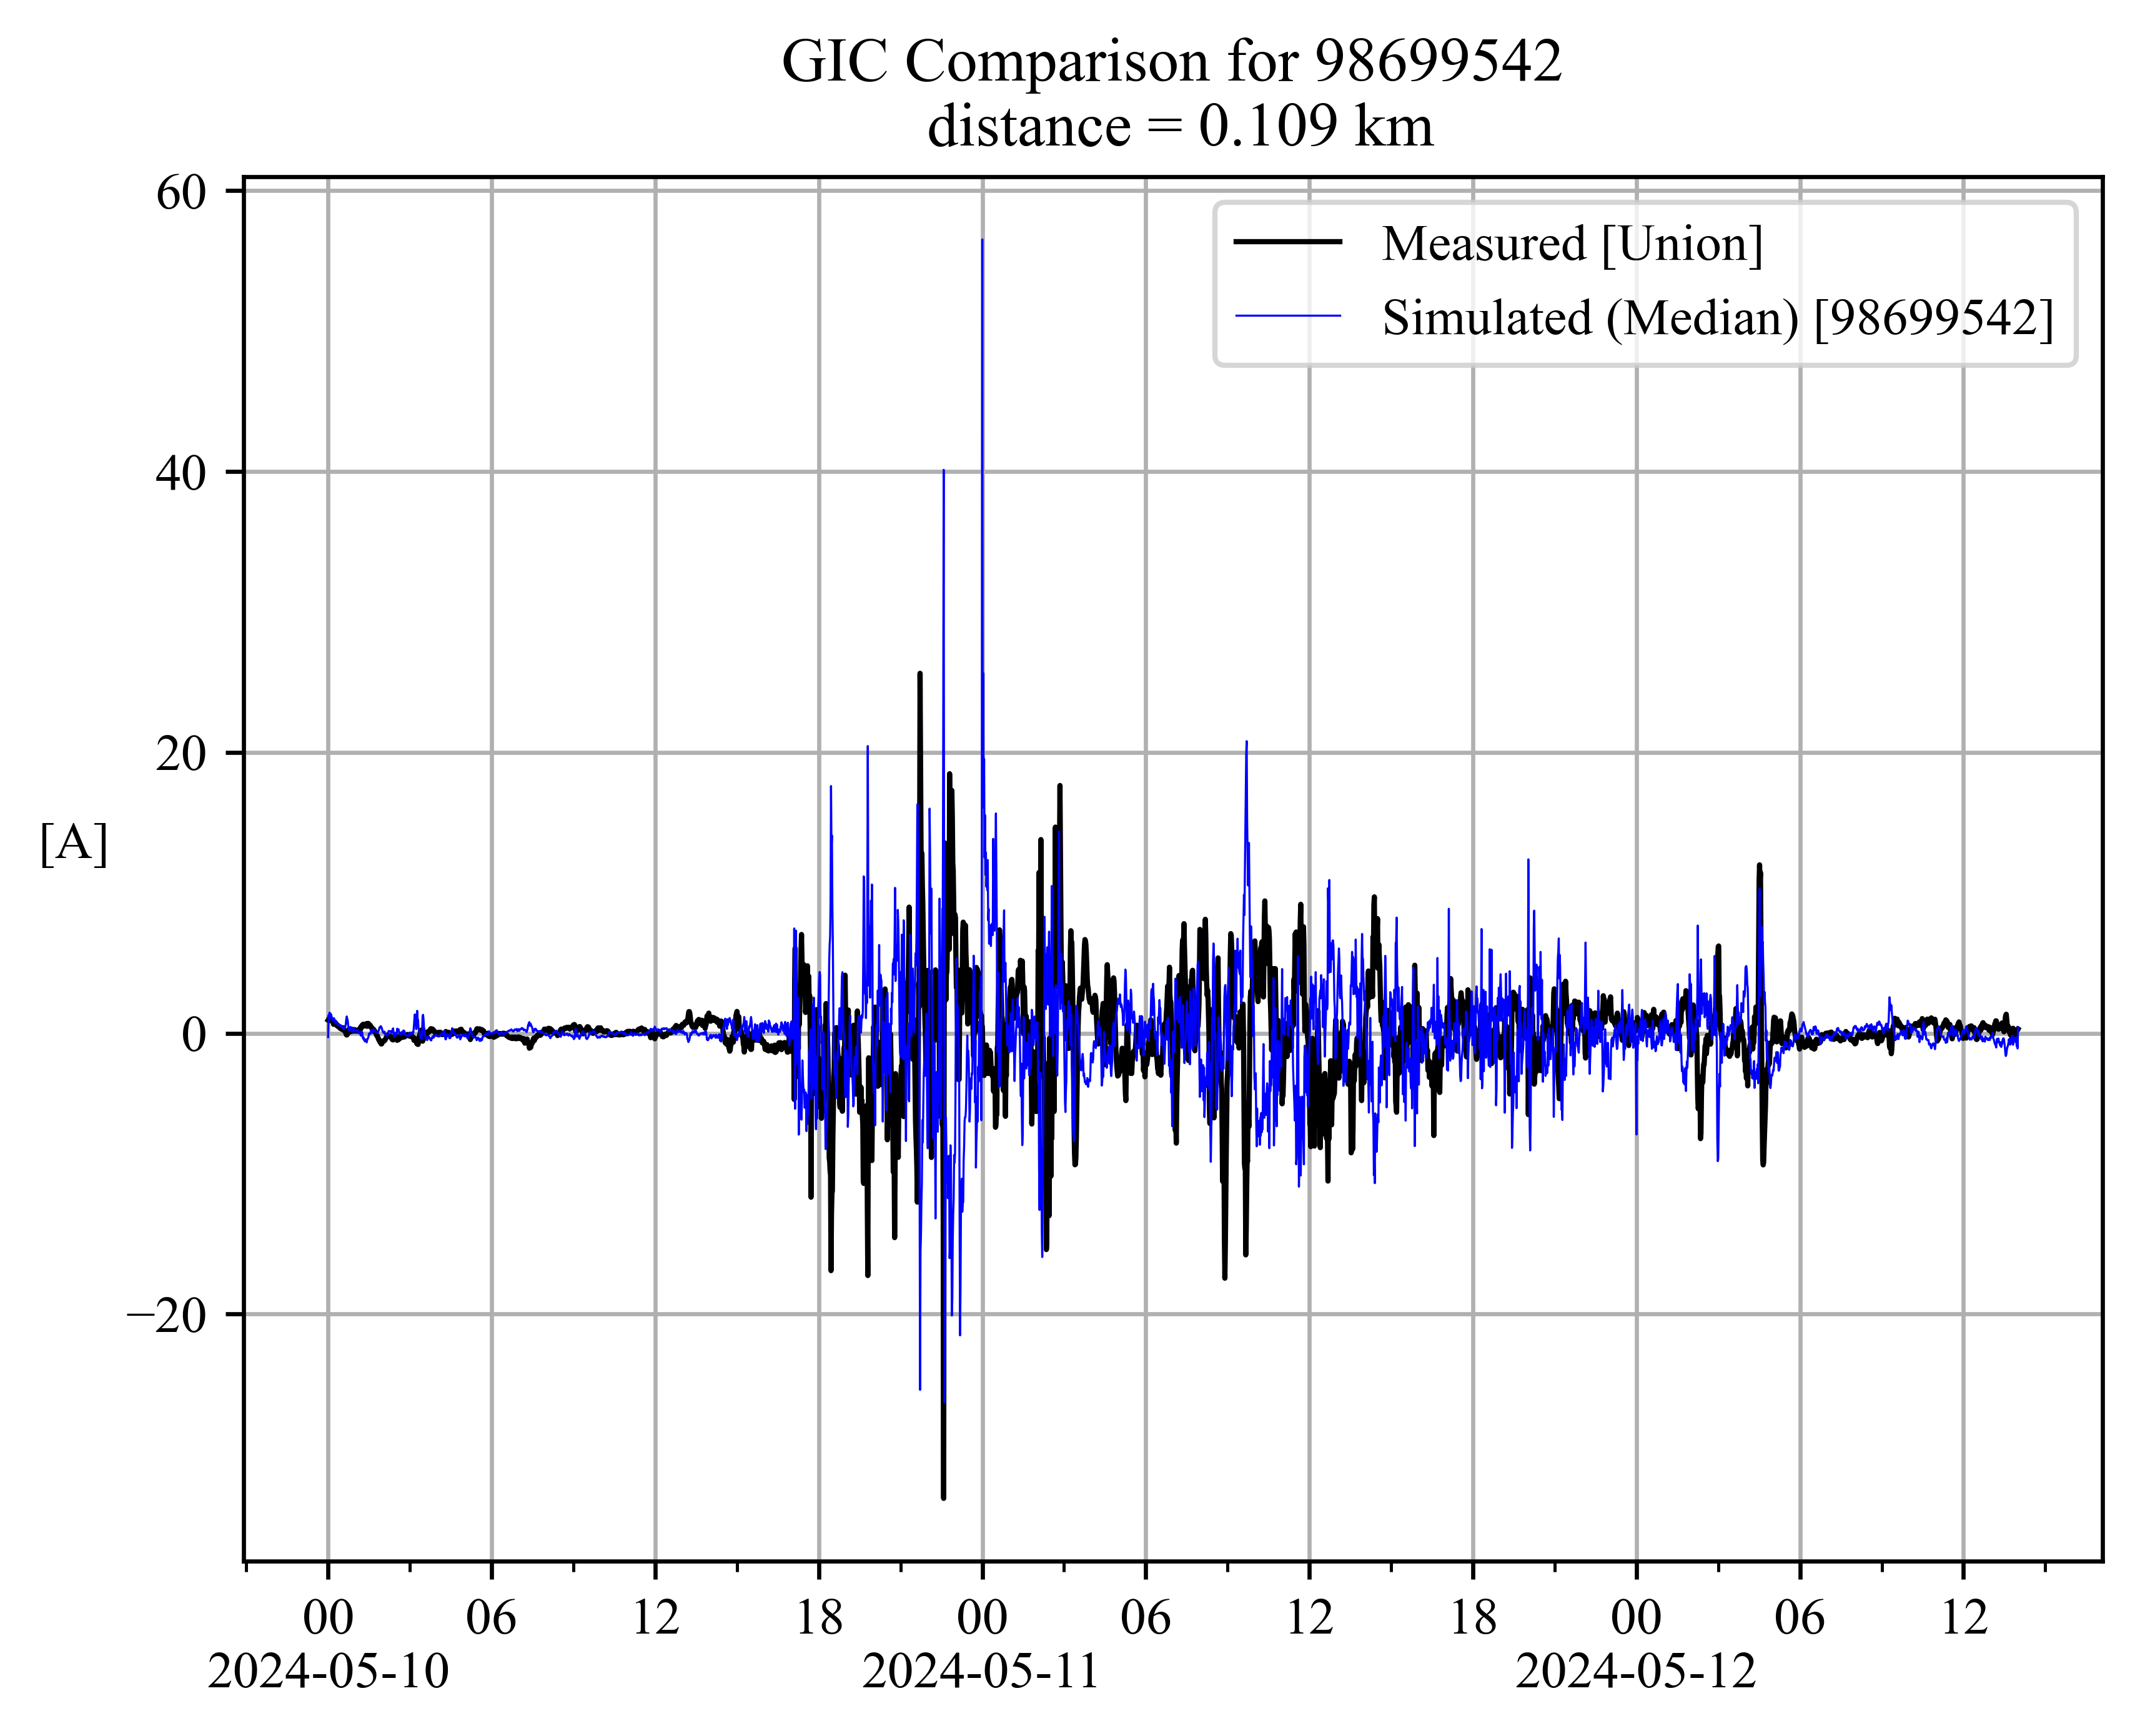 GIC Comparison for 98699542
distance = 0.109 km
60
40
20
0
−20
[A]
Measured [Union]
Simulated (Median) [98699542]
00 06 12 18 00 06 12 18 00 06 12
2024-05-10 2024-05-11 2024-05-12